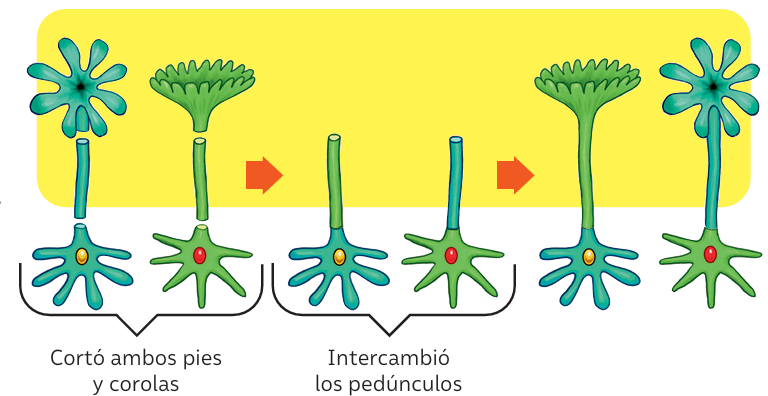 Cortó ambos pies
y corolas
Intercambió
los pedúnculos